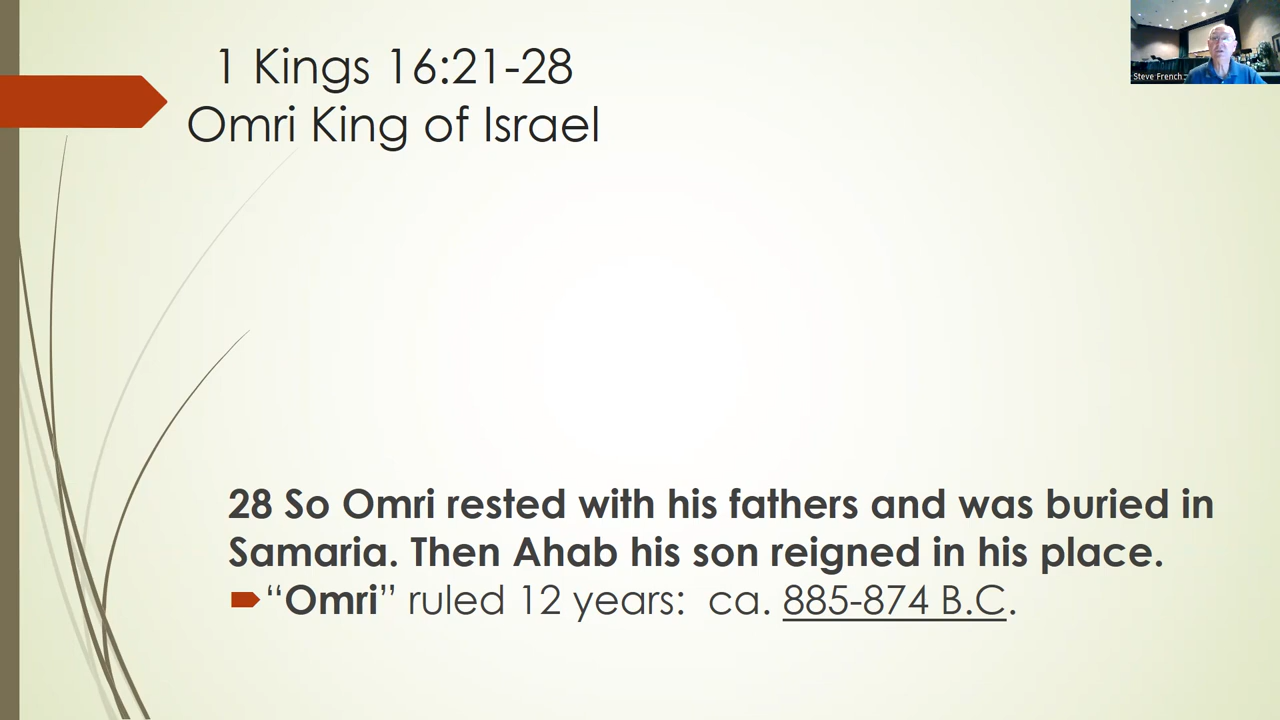 1 Kings 16:21-28
Omri King of Israel
Steve French
28 So Omri rested with his fathers and was buried in
Samaria. Then Ahab his son reigned in his place.
“Omri” ruled 12 years:  ca. 885-874 B.C.